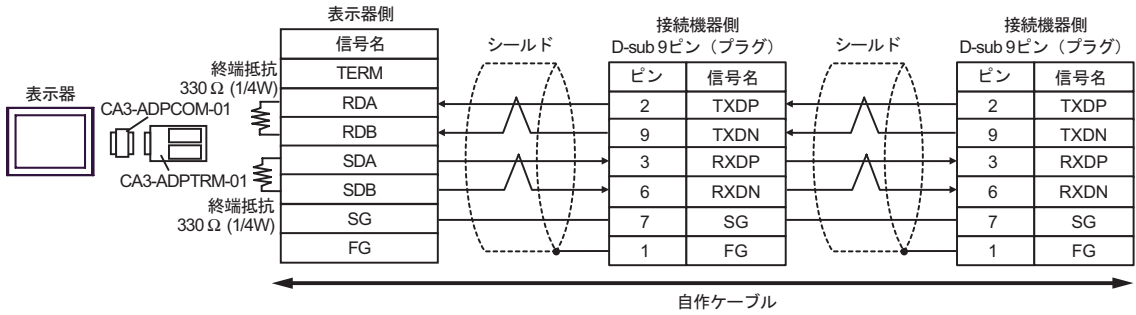 表示器
CA3-ADPCOM-01
CA3-ADPTRM-01
終端抵抗
330 Ω (1/4W)
終端抵抗
330 Ω (1/4W)
表示器側
信号名
TERM
RDA
RDB
SDA
SDB
SG
FG
シールド
接続機器側
D-sub 9ピン（プラグ）
ピン 信号名
2 TXDP
9 TXDN
3 RXDP
6 RXDN
7 SG
1 FG
シールド
接続機器側
D-sub 9ピン（プラグ）
ピン 信号名
2 TXDP
9 TXDN
3 RXDP
6 RXDN
7 SG
1 FG
自作ケーブル